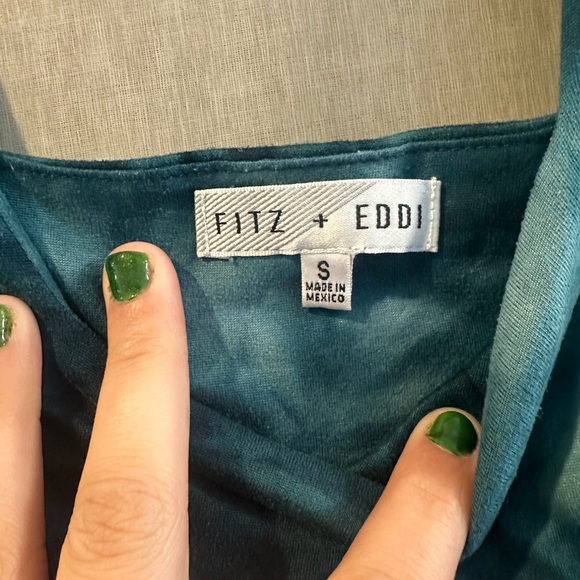 FITZ + EDDI
S
MADE IN
MEXICO